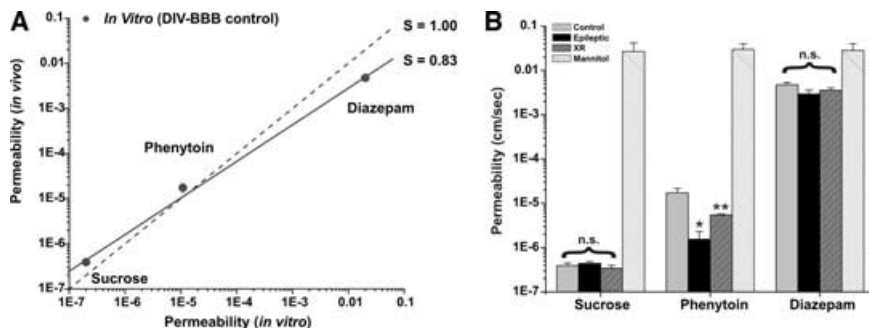 A
In Vitro (DIV-BBB control)
S = 1.00
S = 0.83
Diazepam
Phenytoin
Sucrose
Permeability (in vivo)
0.1
0.01
1E-3
1E-4
1E-5
1E-6
1E-7
1E-7 1E-6 1E-5 1E-4 1E-3 0.01 0.1
Permeability (in vitro)
B
Control
Epileptic
XR
Mannitol
n.s.
n.s.
* **
Permeability (cm/sec)
0.1
0.01
1E-3
1E-4
1E-5
1E-6
1E-7
Sucrose Phenytoin Diazepam